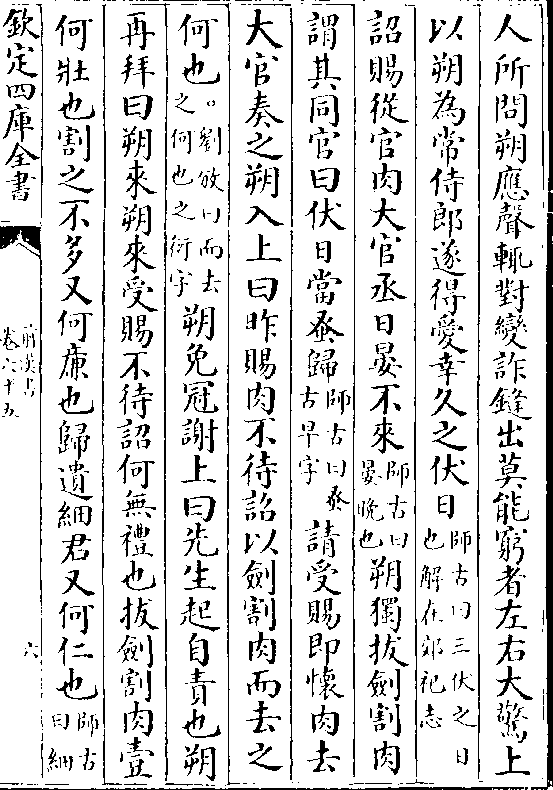 人所問朔應聲輒對變詐鏠出莫能窮者左右大驚上
以朔為常侍郎遂得愛幸久之伏日師古曰三伏之日也解在郊祀志
詔賜從官肉大官丞日晏不來師古曰晏晚也朔獨拔劍割肉
謂其同官曰伏日當蚤歸師古曰蚤古早字請受賜即懷肉去
大官奏之朔入上曰昨賜肉不待詔以劍割肉而去之
何也。劉攽曰而去之何也之衍字朔免冠謝上曰先生起自責也朔
再拜曰朔來朔來受賜不待詔何無禮也拔劍割肉壹
何壯也割之不多又何廉也歸遺細君又何仁也師古曰細
欽定四庫全書
前漢書
卷六十五
六